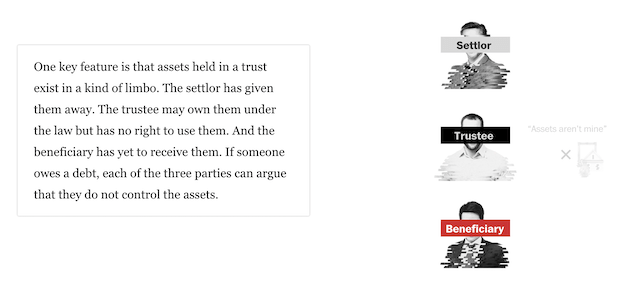 One key feature is that assets held in a trust
exist in a kind of limbo. The settlor has given
them away. The trustee may own them under
the law but has no right to use them. And the
beneficiary has yet to receive them. If someone
owes a debt, each of the three parties can argue
that they do not control the assets.
Settlor
Trustee
"Assets aren't mine"
Beneficiary